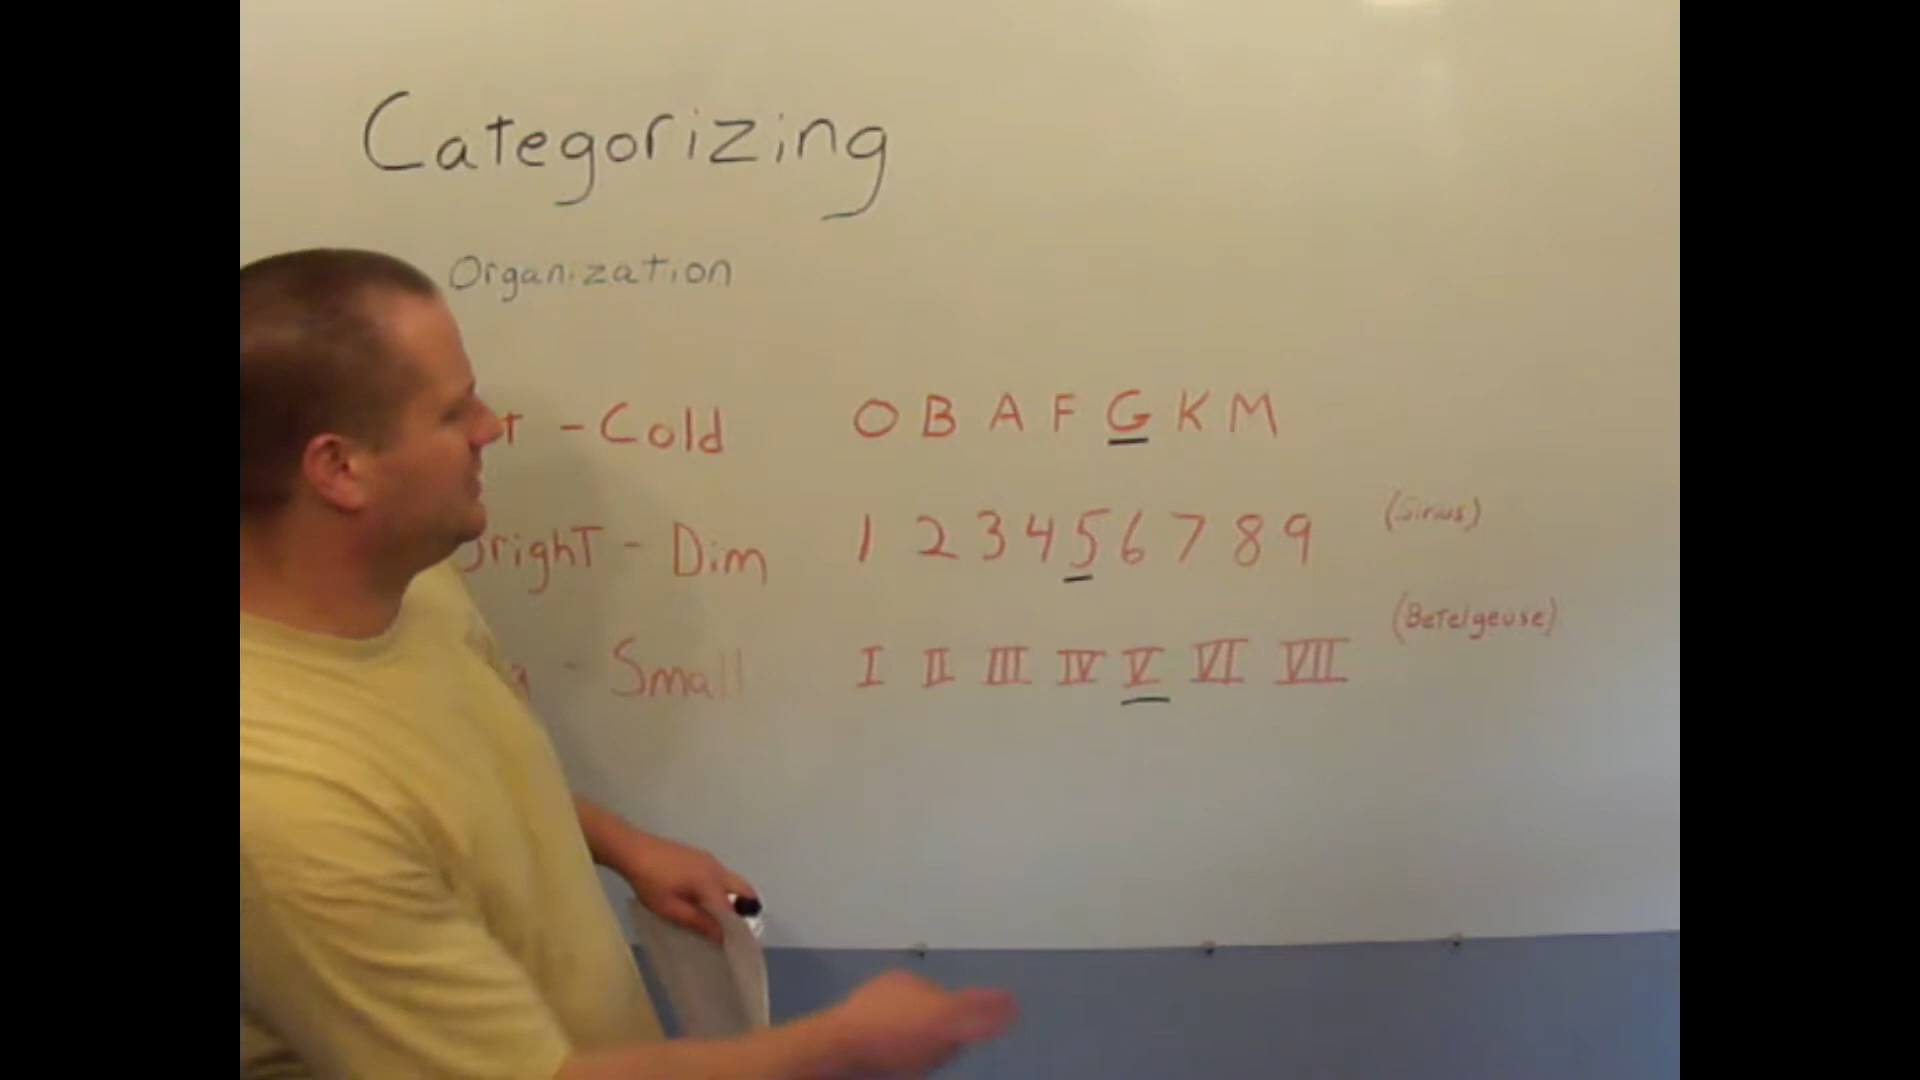 Categorizing
Organization
t - Cold O B A F G K M
Bright - Dim 1 2 3 4 5 6 7 8 9 (Sirius)
(Betelgeuse)
g - Small I II III IV V VI VII